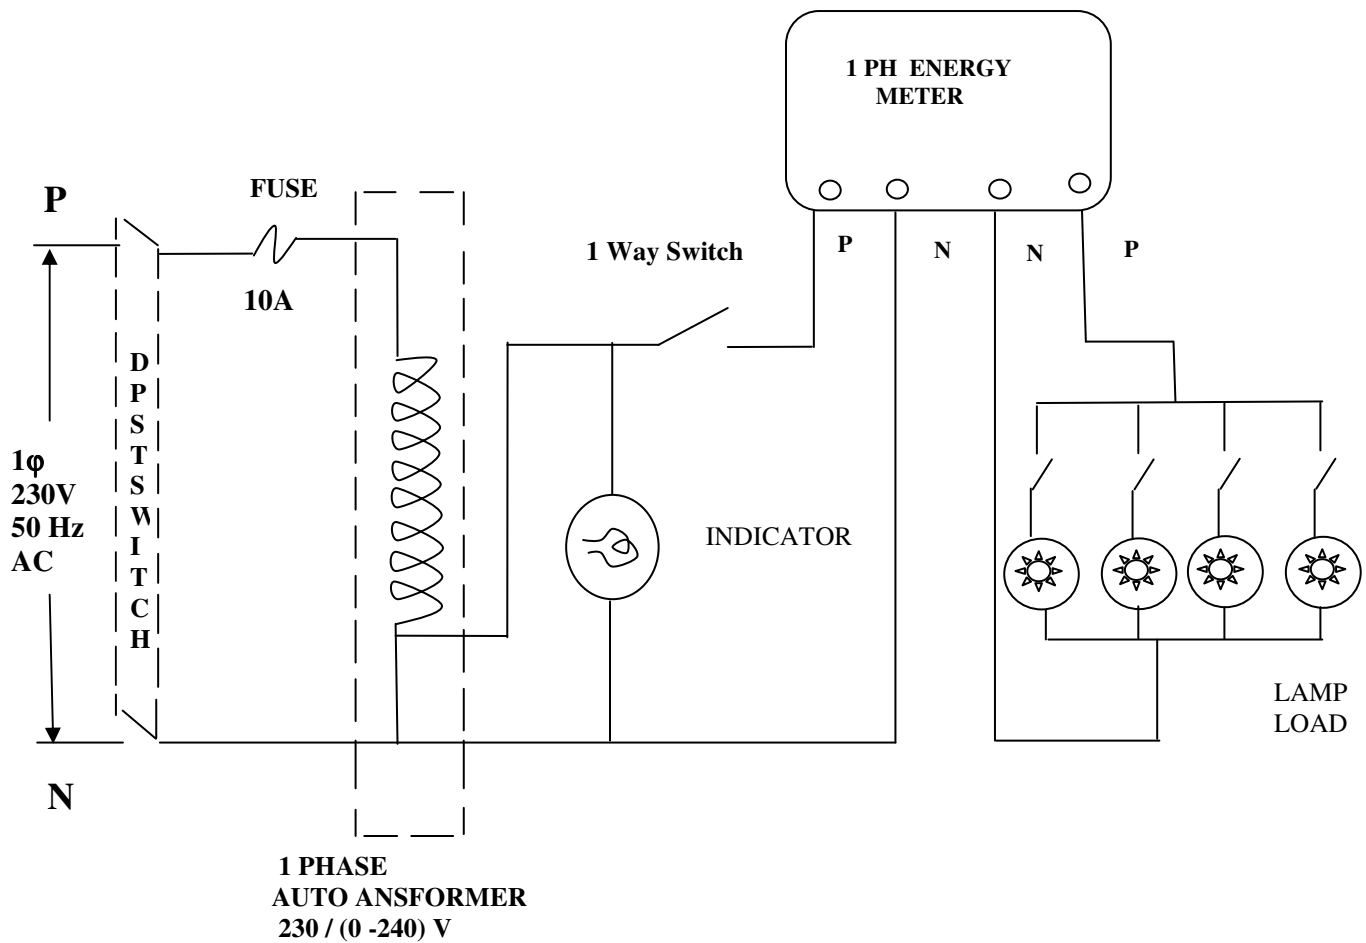 1 PH ENERGY
METER
P
FUSE
10A
1 Way Switch
P
N
N
P
DPSTSWITCH
1φ
230V
50 Hz
AC
INDICATOR
LAMP
LOAD
N
1 PHASE
AUTO ANSFORMER
230 / (0 -240) V